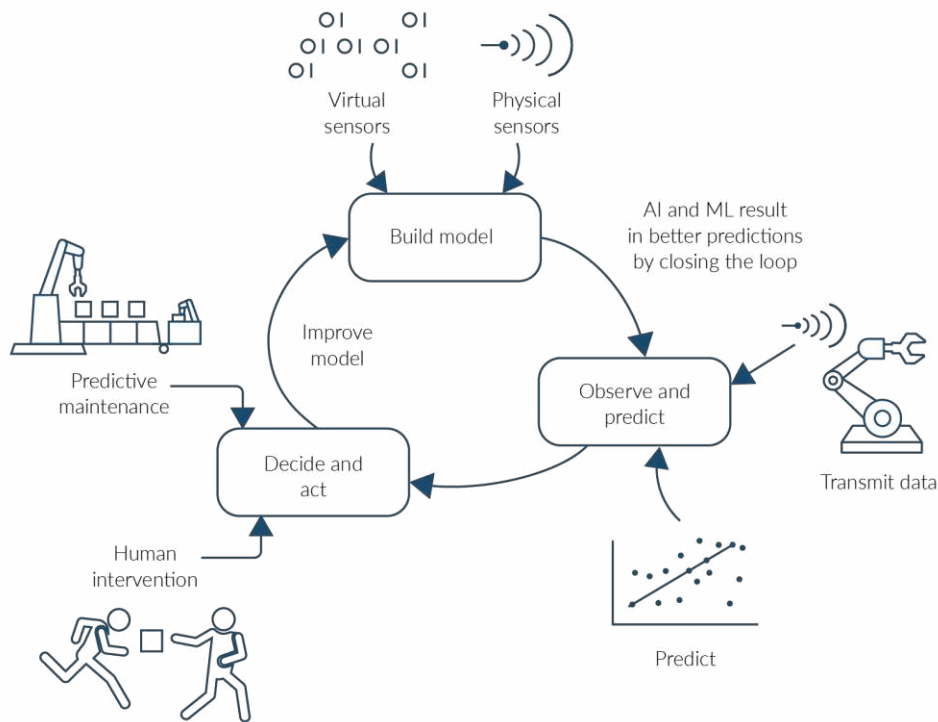 Virtual
sensors
Physical
sensors
Build model
AI and ML result
in better predictions
by closing the loop
Improve
model
Predictive
maintenance
Observe and
predict
Decide and
act
Transmit data
Human
intervention
Predict